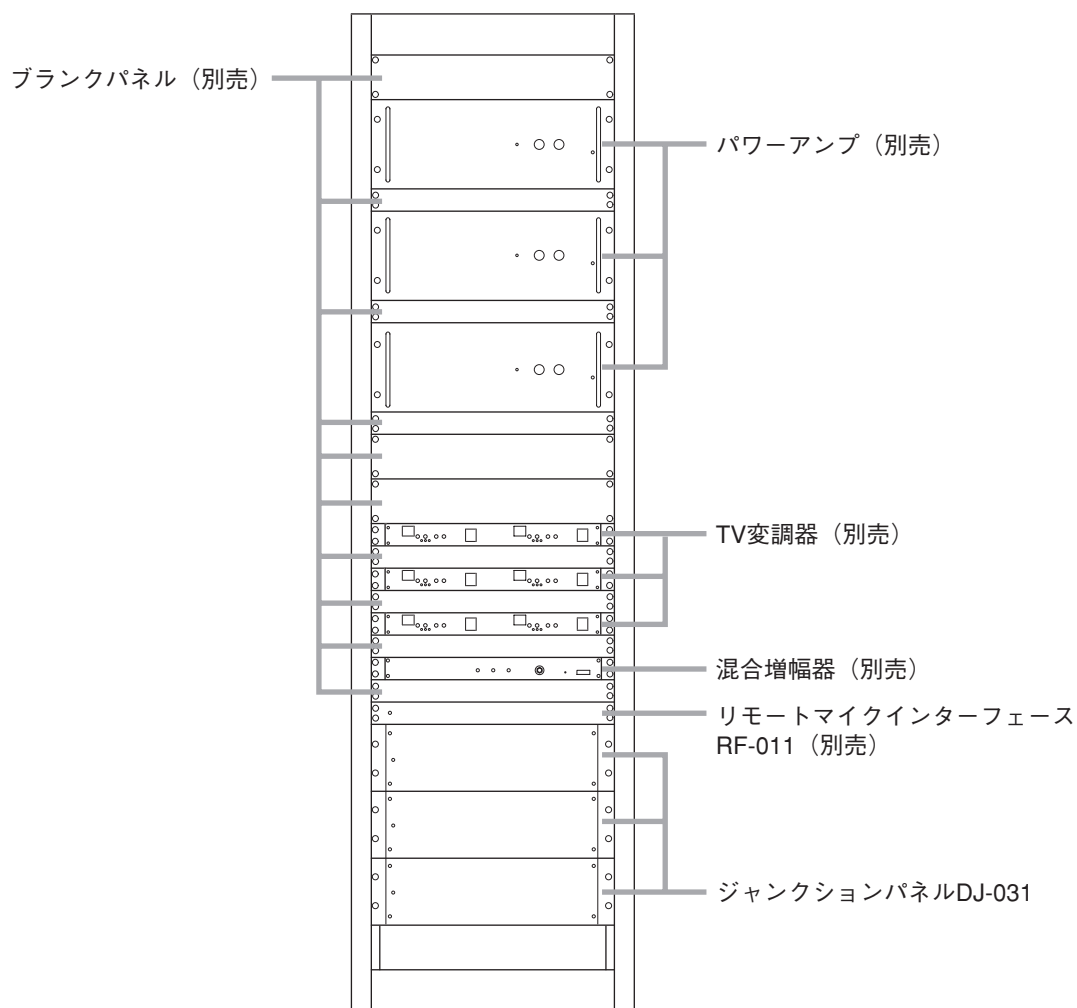 ブランクパネル（別売）
パワーアンプ（別売）
TV変調器（別売）
混合増幅器（別売）
リモートマイクインターフェース
RF-011（別売）
ジャンクションパネルDJ-031